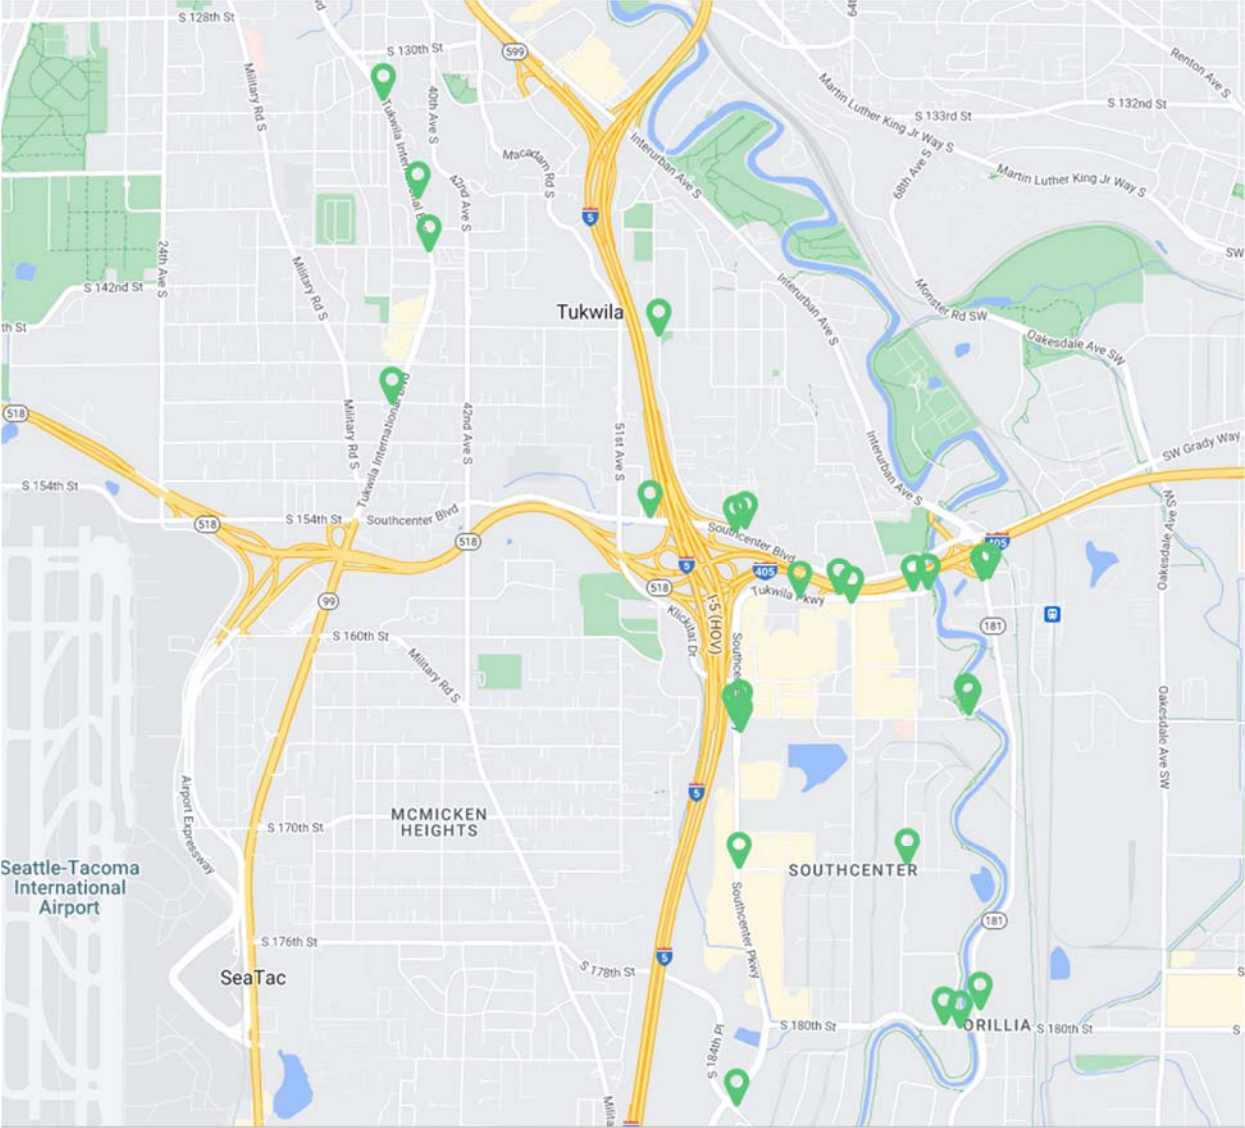 S 128th St
S 130th St
599
Renton Ave S
Military Rd S
40th Ave S
Martin Luther King Jr Way S
S 132nd St
S 133rd St
Macadam Rd S
Interurban Ave S
68th Ave S
Martin Luther King Jr Way S
42nd Ave S
5
24th Ave S
Military Rd S
S 142nd St
SW
Interurban Ave S
Monster Rd SW
Tukwila
th St
Oakesdale Ave SW
518
Military Rd S
42nd Ave S
51st Ave S
Interurban Ave S
SW Grady Way
Tukwila International Blvd
S 154th St
518
S 154th St
Southcenter Blvd
518
Southcenter Blvd
405
Oakesdale Ave SW
5
405
518
Tukwila Pkwy
99
I-5 (HOV)
Klickitat Dr
181
S 160th St
Military Rd S
Oakesdale Ave SW
5
Airport Expressway
MCMICKEN
HEIGHTS
S 170th St
Seattle-Tacoma
International
Airport
SOUTHCENTER
Southcenter Pkwy
181
S 176th St
5
S 178th St
SeaTac
S
S 180th St
ORILLIA
S 180th St
S
S 184th Pl
Milita